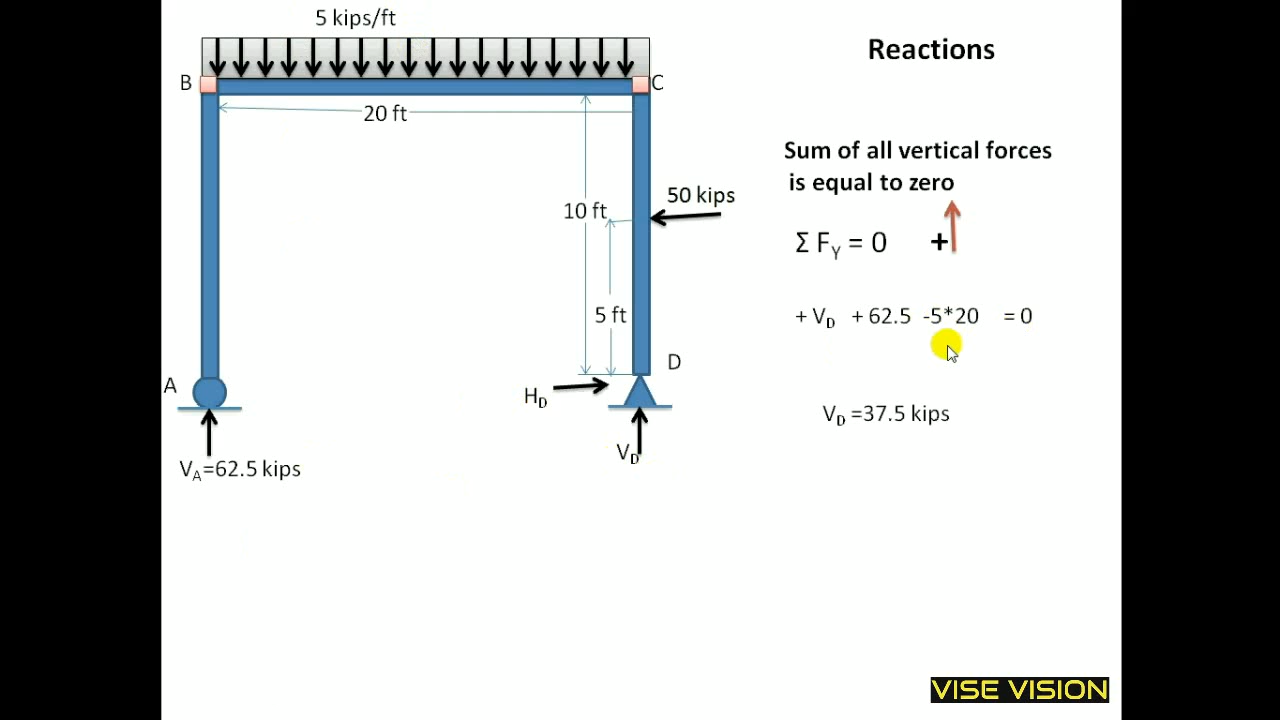 5 kips/ft
Reactions
B
C
20 ft
Sum of all vertical forces
is equal to zero
50 kips
10 ft
Σ F_Y = 0 +
5 ft
+ V_D + 62.5 -5*20 = 0
D
A
H_D
V_D =37.5 kips
V_D
V_A=62.5 kips
VISE VISION